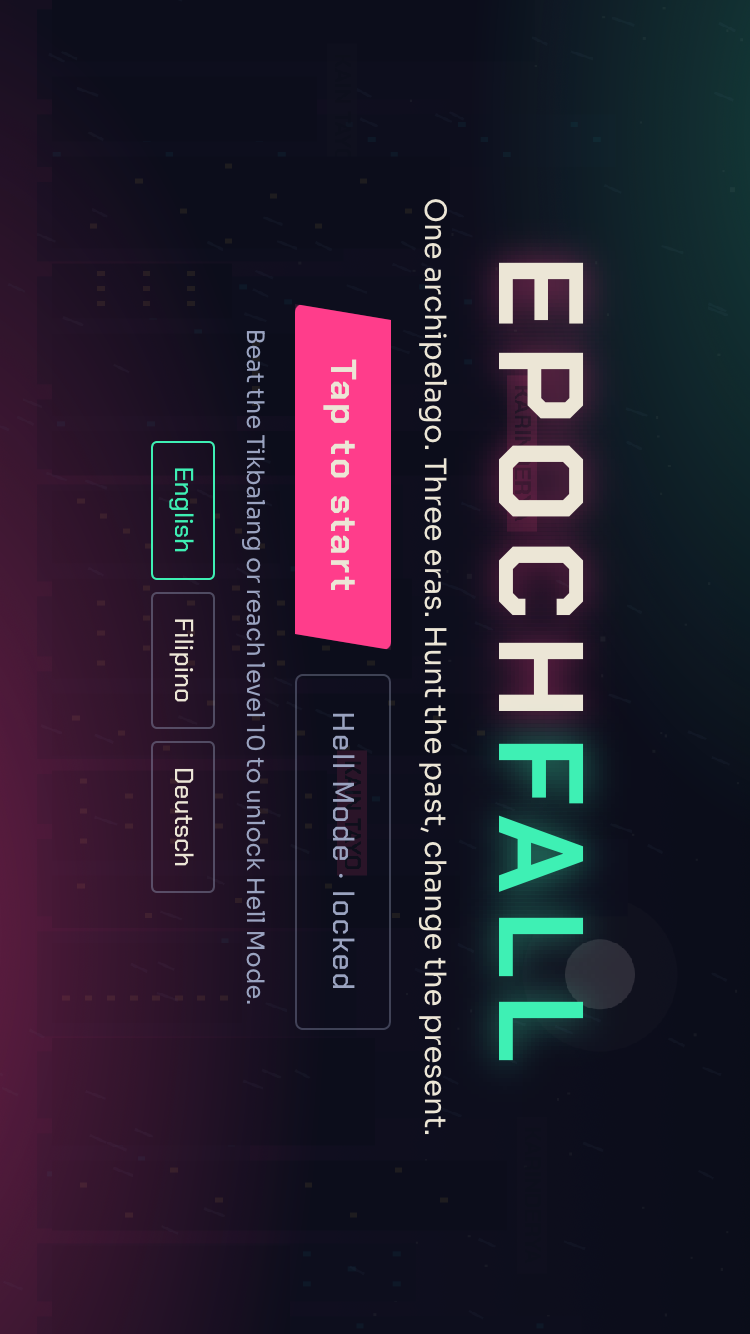 EPOCHFALL
One archipelago. Three eras. Hunt the past, change the present.
Tap to start
Hell Mode · locked
Beat the Tikbalang or reach level 10 to unlock Hell Mode.
English
Filipino
Deutsch